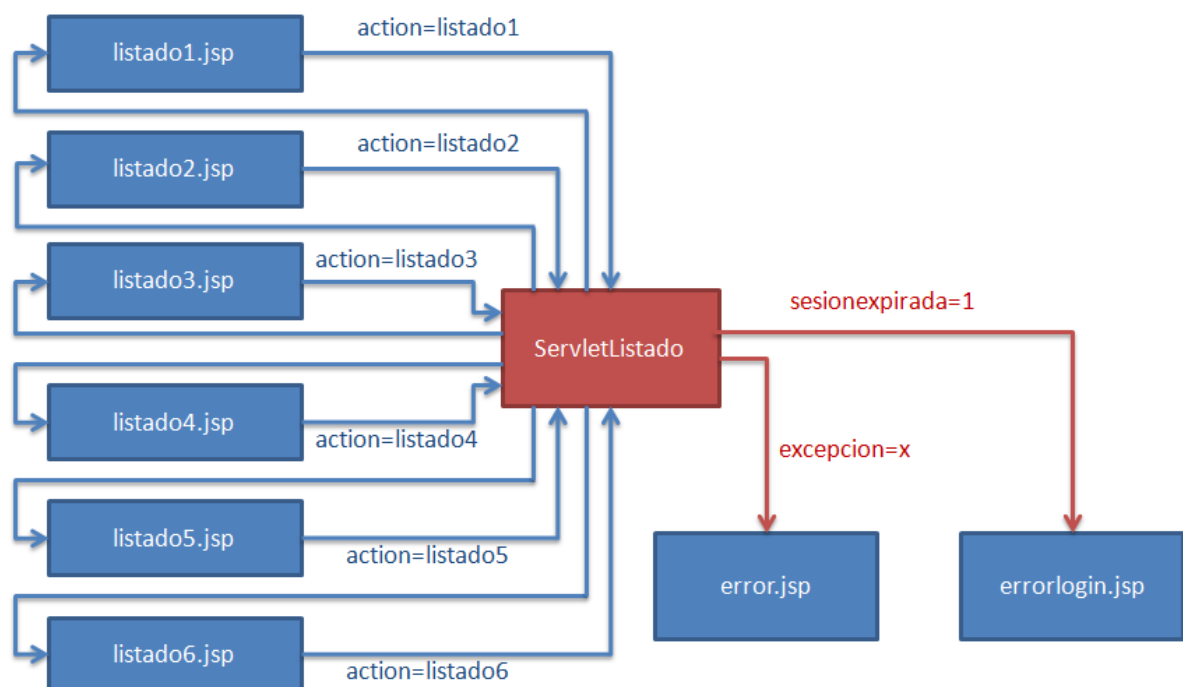 action=listado1
listado1.jsp
action=listado2
listado2.jsp
action=listado3
listado3.jsp
sesionexpirada=1
ServletListado
listado4.jsp
action=listado4
excepcion=x
listado5.jsp
action=listado5
error.jsp
errorlogin.jsp
listado6.jsp
action=listado6